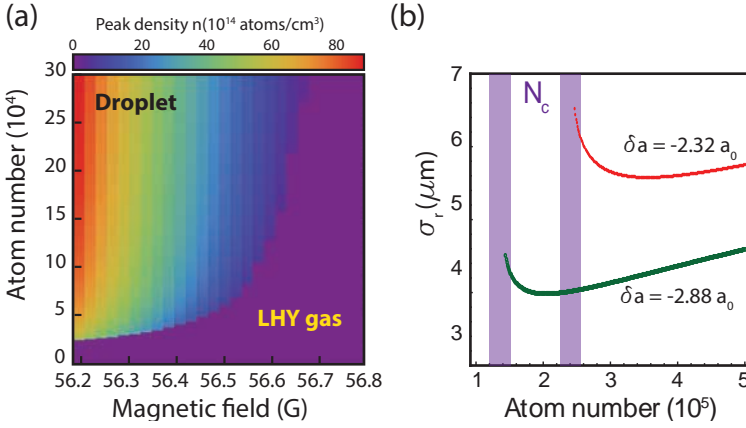 (a)
Peak density n(10¹⁴ atoms/cm³)
0 20 40 60 80
Atom number (10⁴)
30
25
20
15
10
5
0
Droplet
LHY gas
56.2 56.3 56.4 56.5 56.6 56.7 56.8
Magnetic field (G)
(b)
σᵣ (μm)
7
6
5
4
3
N_c
δa = -2.32 a₀
δa = -2.88 a₀
1 2 3 4 5
Atom number (10⁵)